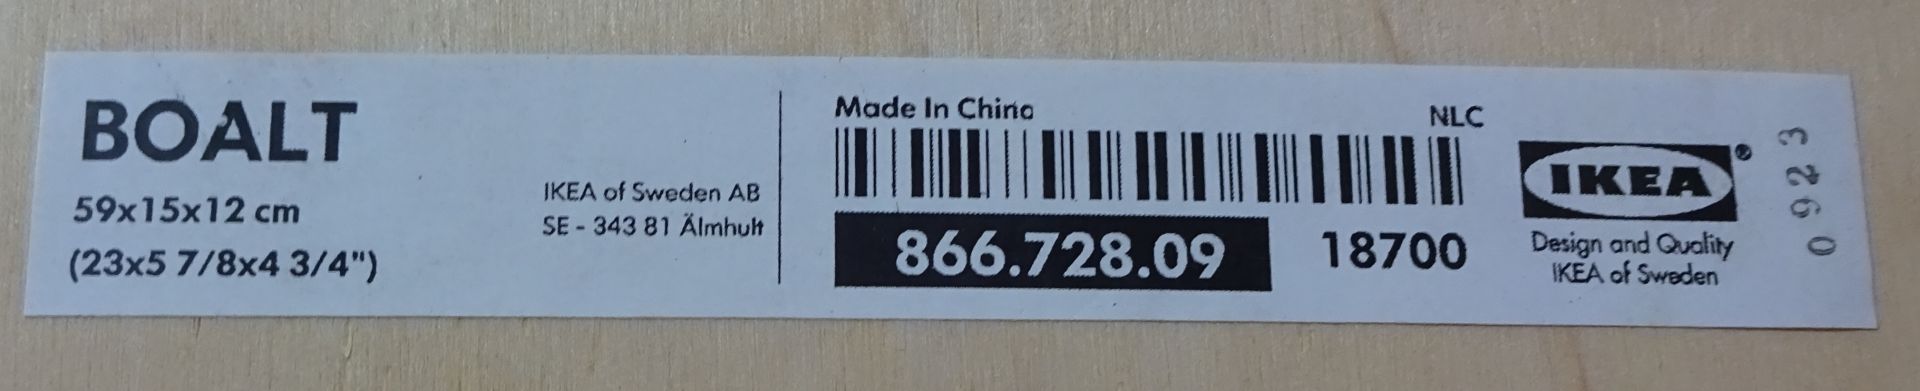 BOALT
59x15x12 cm
(23x5 7/8x4 3/4")
IKEA of Sweden AB
SE - 343 81 Älmhult
Made In China
NLC
866.728.09
18700
IKEA®
Design and Quality
IKEA of Sweden
0923